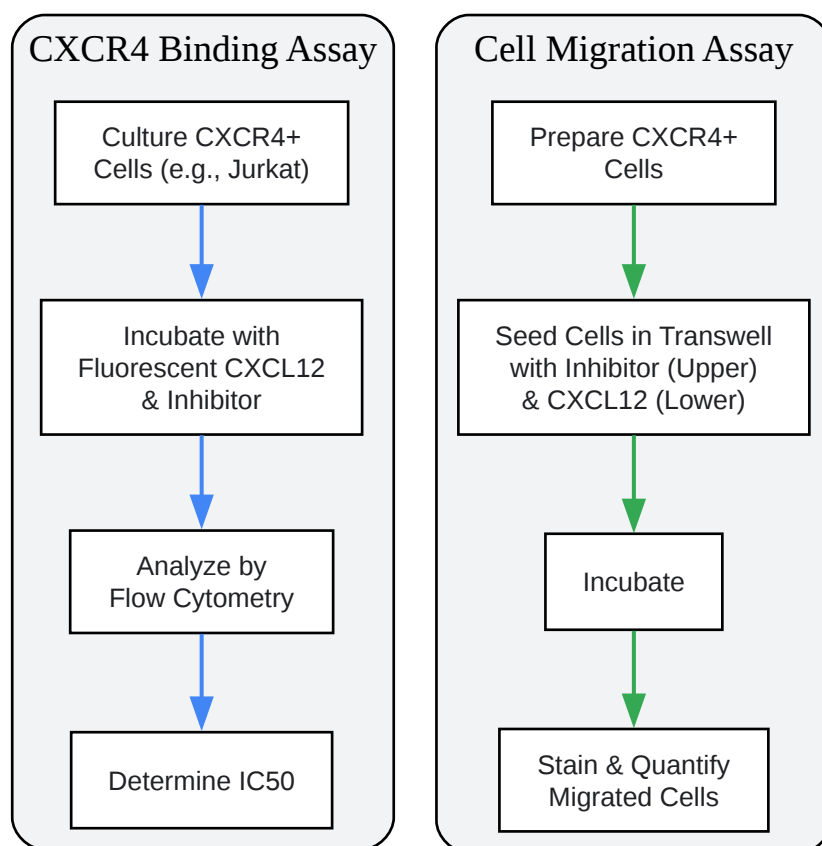 CXCR4 Binding Assay
Culture CXCR4+
Cells (e.g., Jurkat)
Incubate with
Fluorescent CXCL12
& Inhibitor
Analyze by
Flow Cytometry
Determine IC50
Cell Migration Assay
Prepare CXCR4+
Cells
Seed Cells in Transwell
with Inhibitor (Upper)
& CXCL12 (Lower)
Incubate
Stain & Quantify
Migrated Cells